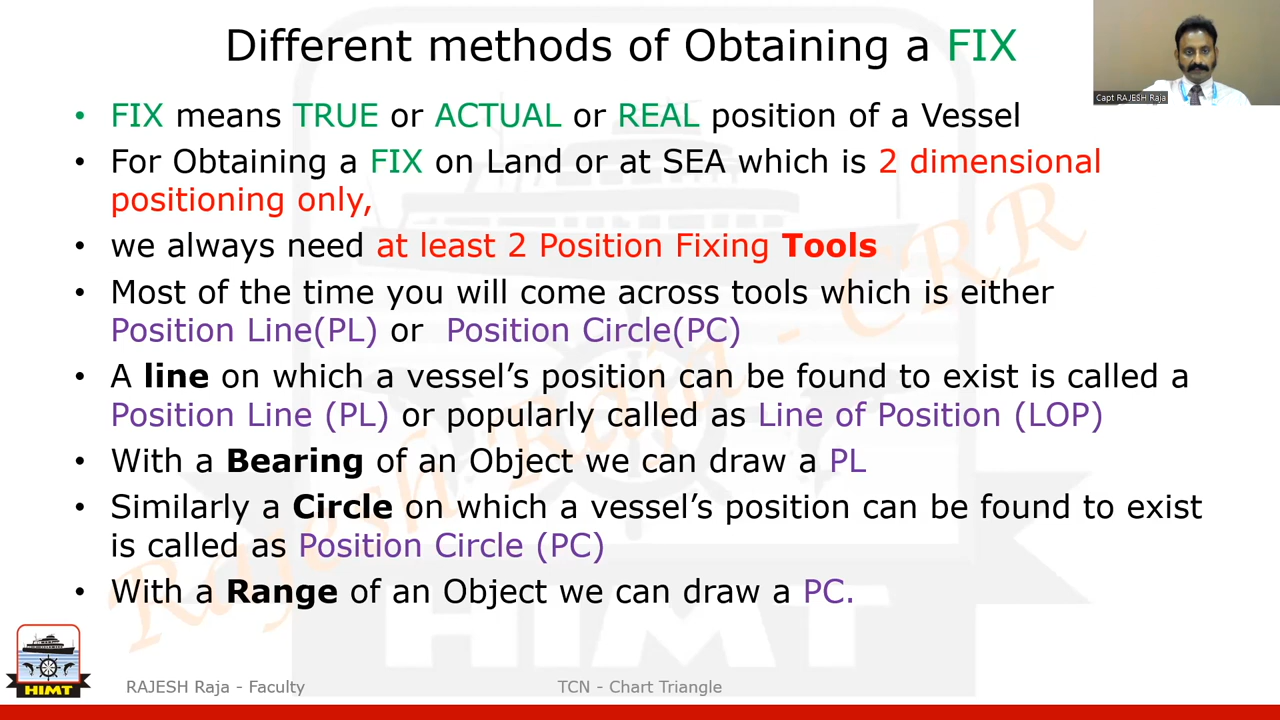 Different methods of Obtaining a FIX
Capt RAJESH Raja
• FIX means TRUE or ACTUAL or REAL position of a Vessel
• For Obtaining a FIX on Land or at SEA which is 2 dimensional
positioning only,
• we always need at least 2 Position Fixing Tools
• Most of the time you will come across tools which is either
Position Line(PL) or Position Circle(PC)
• A line on which a vessel’s position can be found to exist is called a
Position Line (PL) or popularly called as Line of Position (LOP)
• With a Bearing of an Object we can draw a PL
• Similarly a Circle on which a vessel’s position can be found to exist
is called as Position Circle (PC)
• With a Range of an Object we can draw a PC.
Rajesh Raja - CRR
HIMT
HIMT
RAJESH Raja - Faculty
TCN - Chart Triangle